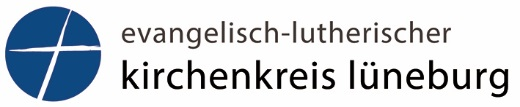 evangelisch-lutherischer
kirchenkreis lüneburg